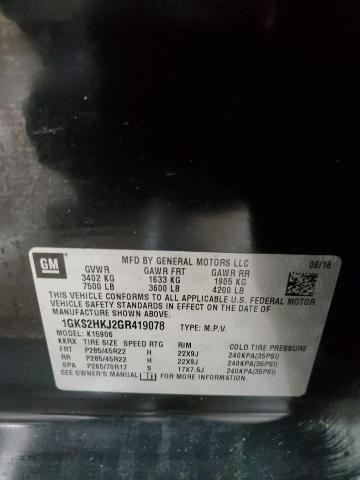 GM
MFD BY GENERAL MOTORS LLC 06/16
GVWR GAWR FRT GAWR RR
3402 KG 1633 KG 1905 KG
7500 LB 3600 LB 4200 LB
THIS VEHICLE CONFORMS TO ALL APPLICABLE U.S. FEDERAL MOTOR
VEHICLE SAFETY STANDARDS IN EFFECT ON THE DATE OF
MANUFACTURE SHOWN ABOVE.
1GKS2HKJ2GR419078 TYPE: M.P.V.
MODEL: K15906
KKRX TIRE SIZE SPEED RTG RIM COLD TIRE PRESSURE
FRT P285/45R22 H 22X9J 240KPA(35PSI)
RR P285/45R22 H 22X9J 240KPA(35PSI)
SPA P265/70R17 S 17X7.5J 240KPA(35PSI)
SEE OWNER'S MANUAL FOR MORE INFORMATION.